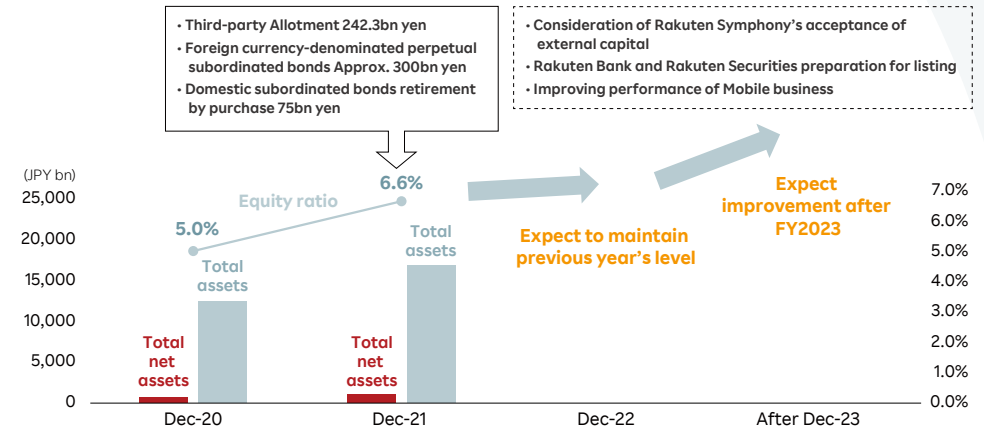 · Third-party Allotment 242.3bn yen
· Foreign currency-denominated perpetual
subordinated bonds Approx. 300bn yen
· Domestic subordinated bonds retirement
by purchase 75bn yen
· Consideration of Rakuten Symphony's acceptance of
external capital
· Rakuten Bank and Rakuten Securities preparation for listing
· Improving performance of Mobile business
(JPY bn)
25,000
20,000
15,000
10,000
5,000
0
Equity ratio
5.0%
6.6%
Total
assets
Total
net
assets
Total
assets
Total
net
assets
Expect to maintain
previous year's level
Expect
improvement after
FY2023
7.0%
6.0%
5.0%
4.0%
3.0%
2.0%
1.0%
0.0%
Dec-20
Dec-21
Dec-22
After Dec-23